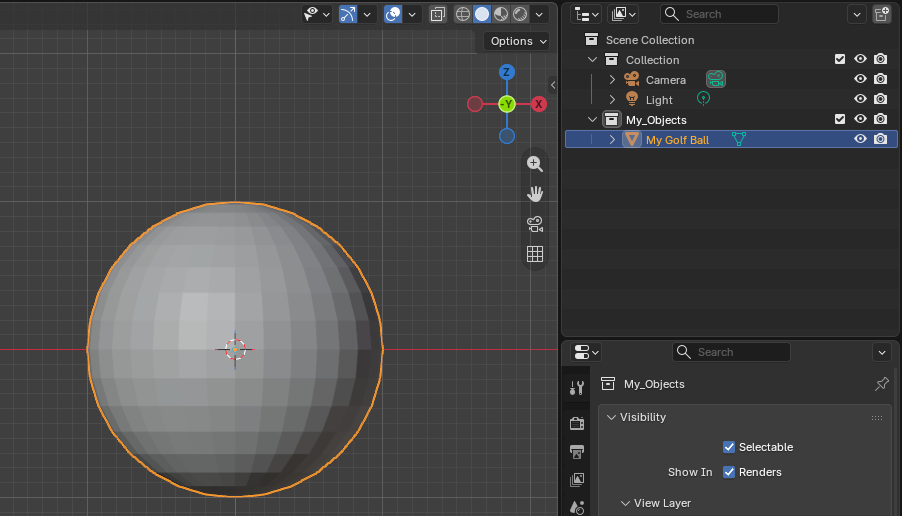 Options
Z
-Y
X
Search
Scene Collection
Collection
Camera
Light
My_Objects
My Golf Ball
Search
My_Objects
Visibility
Selectable
Show In
Renders
View Layer